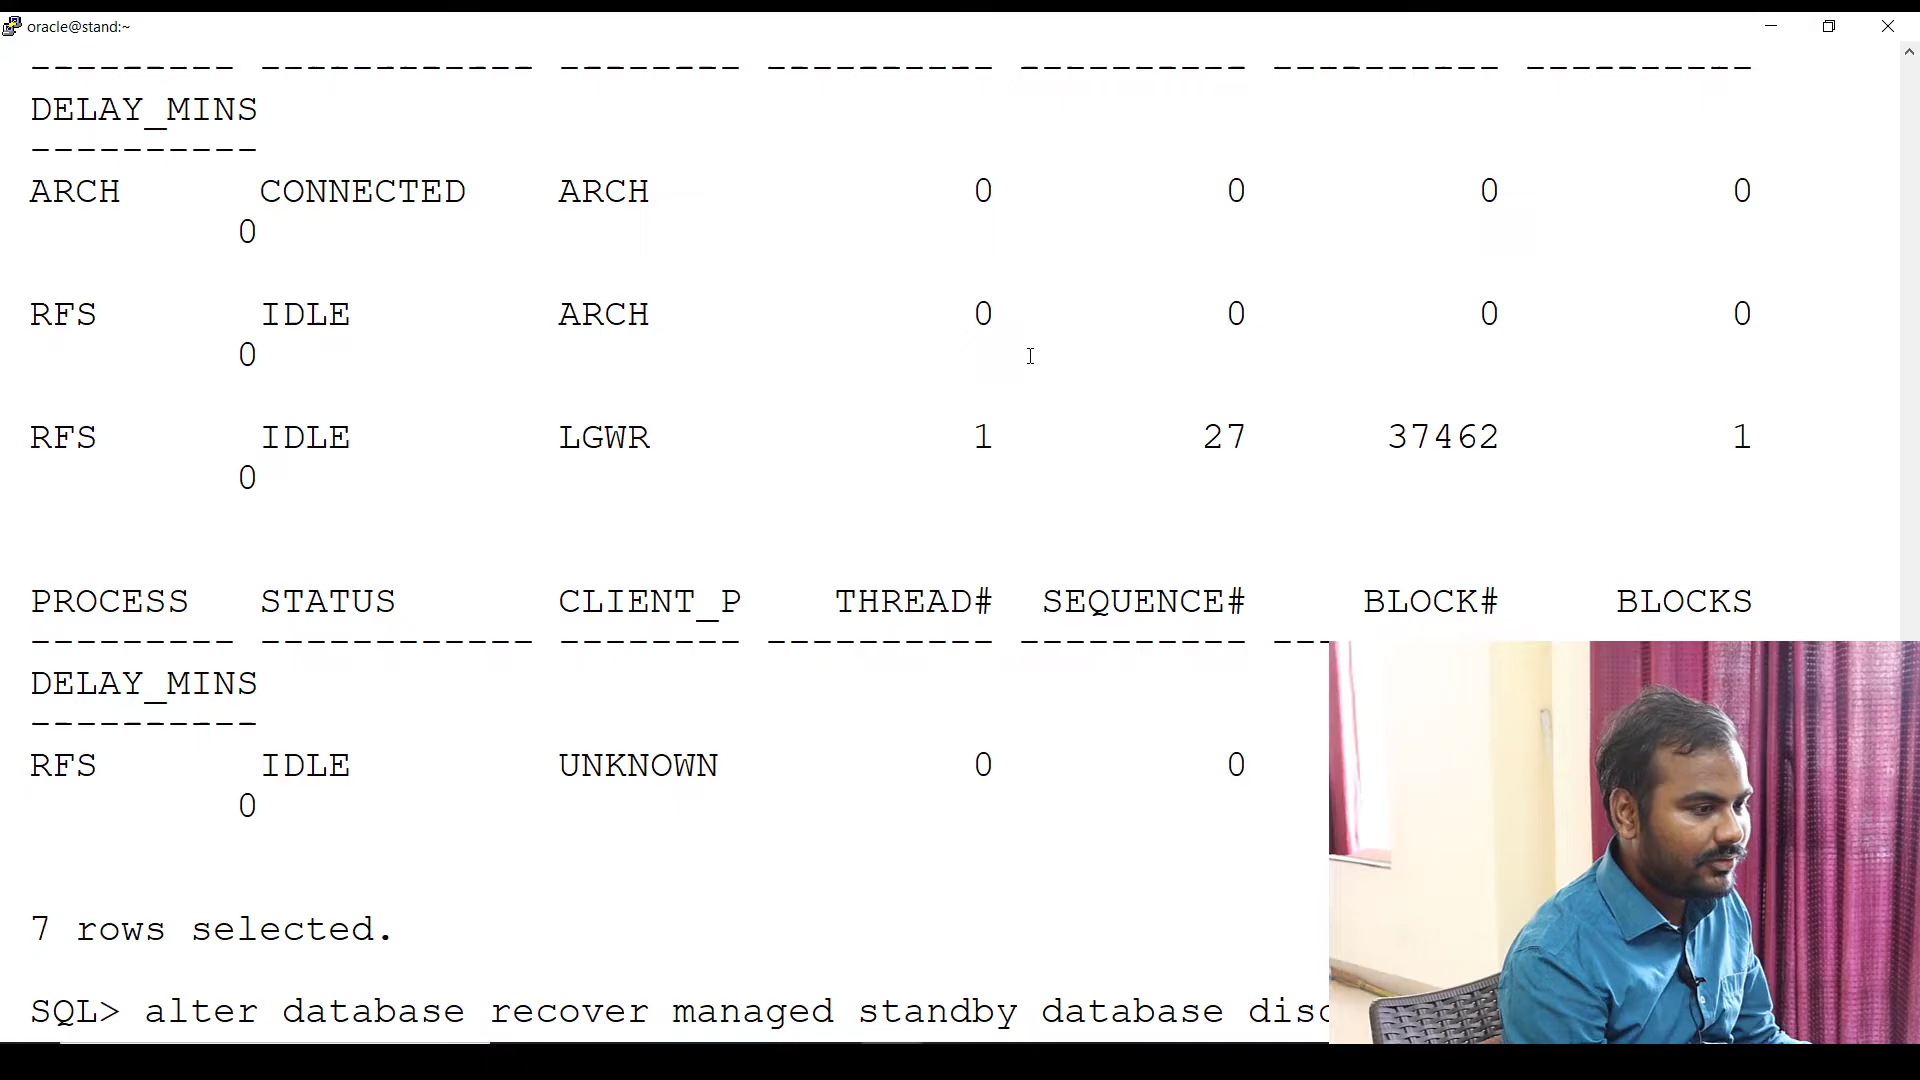 oracle@stand:~
--------- ------------ -------- ---------- ---------- ---------- ----------
DELAY_MINS
----------
ARCH CONNECTED ARCH 0 0 0 0
0
RFS IDLE ARCH 0 0 0 0
0
RFS IDLE LGWR 1 27 37462 1
0
PROCESS STATUS CLIENT_P THREAD# SEQUENCE# BLOCK# BLOCKS
--------- ------------ -------- ---------- ---------- ---
DELAY_MINS
----------
RFS IDLE UNKNOWN 0 0
0
7 rows selected.
SQL> alter database recover managed standby database